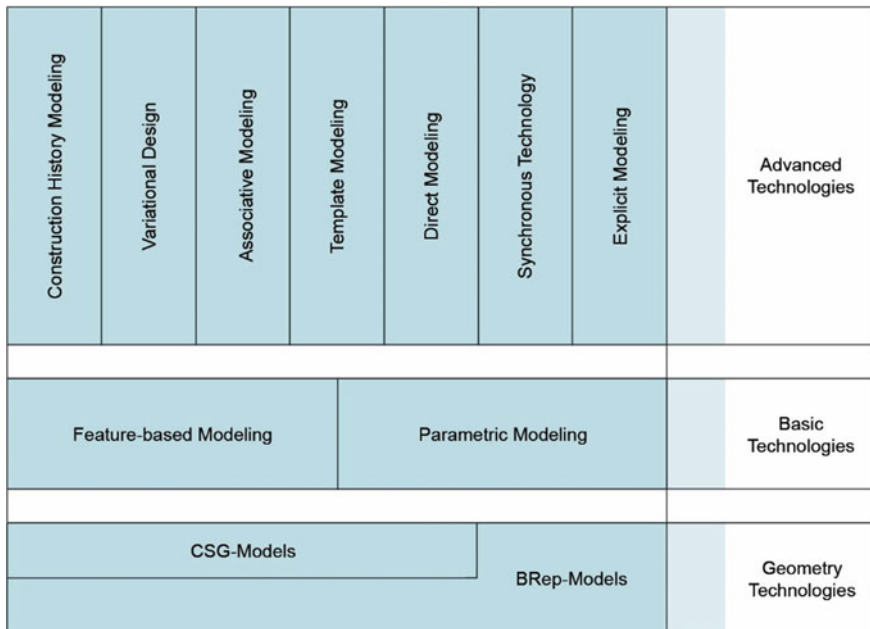 Construction History Modeling
Variational Design
Associative Modeling
Template Modeling
Direct Modeling
Synchronous Technology
Explicit Modeling
Advanced
Technologies
Feature-based Modeling
Parametric Modeling
Basic
Technologies
CSG-Models
BRep-Models
Geometry
Technologies